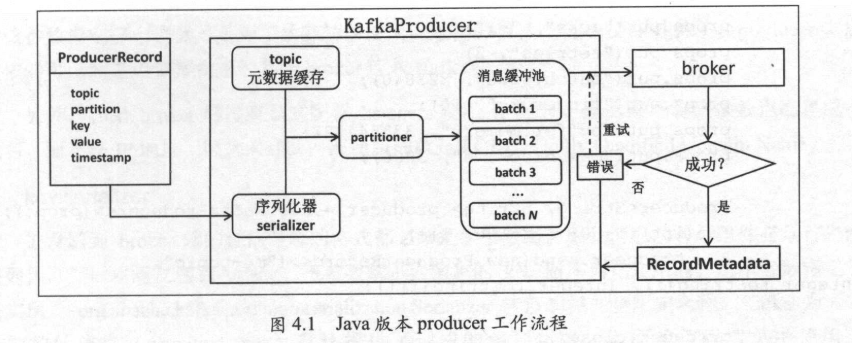 KafkaProducer
ProducerRecord
topic
partition
key
value
timestamp
topic
元数据缓存
序列化器
serializer
partitioner
消息缓冲池
batch 1
batch 2
batch 3
...
batch N
broker
重试
错误
成功？
否
是
RecordMetadata
图 4.1 Java 版本 producer 工作流程